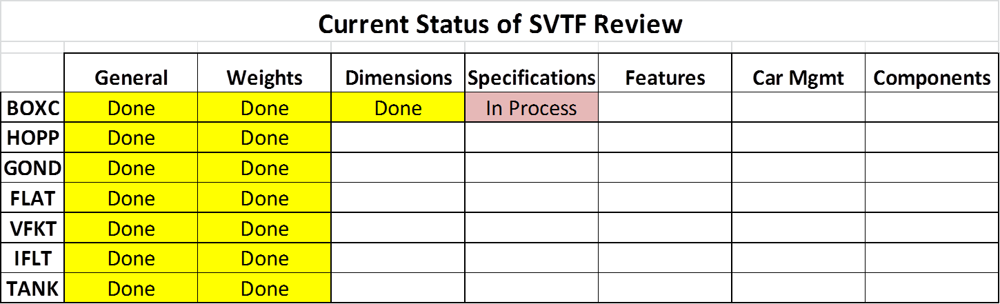 Current Status of SVTF Review
General Weights Dimensions Specifications Features Car Mgmt Components
BOXC Done Done Done In Process
HOPP Done Done
GOND Done Done
FLAT Done Done
VFKT Done Done
IFLT Done Done
TANK Done Done